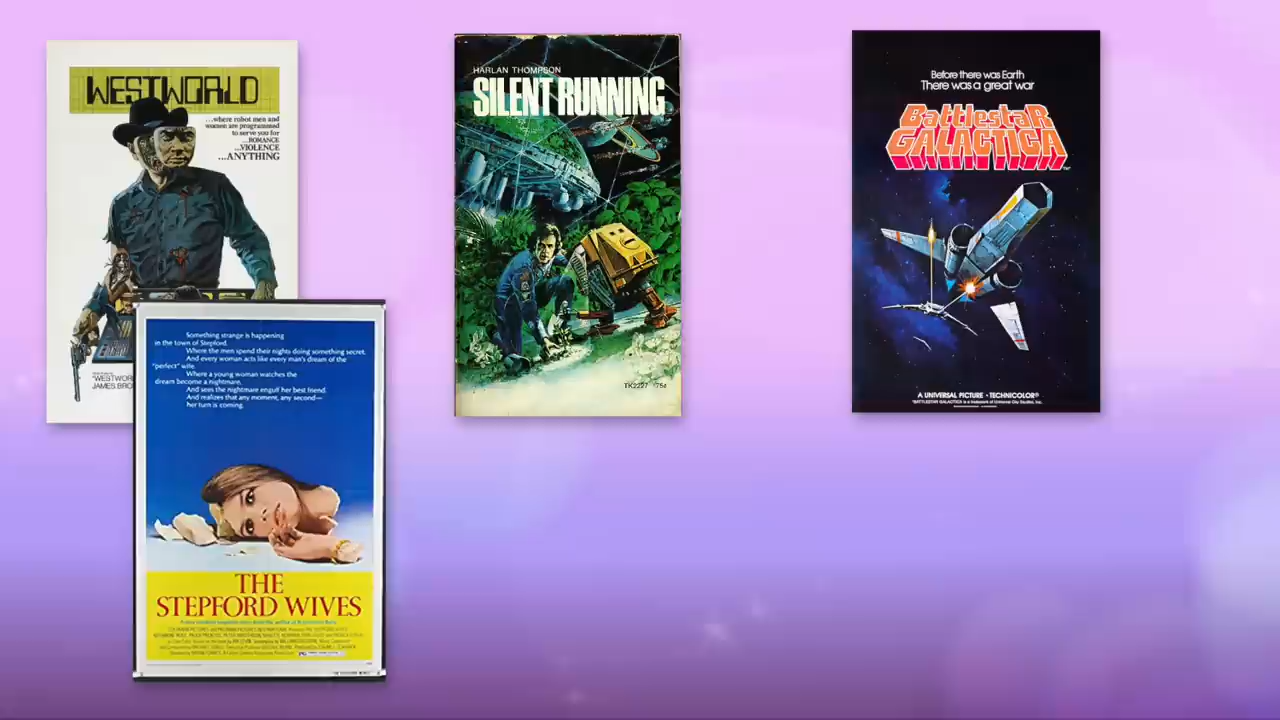 WESTWORLD
...where robot men and
women are programmed
to serve you for
...ROMANCE
...VIOLENCE
...ANYTHING
"WESTWOR
JAMES BRO
HARLAN THOMPSON
SILENT RUNNING
TK2227 75¢
Before there was Earth
There was a great war
BattlestaR
GALACTICA
A UNIVERSAL PICTURE · TECHNICOLOR®
Something strange is happening
in the town of Stepford.
Where the men spend their nights doing something secret.
And every woman acts like every man's dream of the
"perfect" wife.
Where a young woman watches the
dream become a nightmare.
And sees the nightmare engulf her best friend.
And realizes that any moment, any second—
her turn is coming.
THE
STEPFORD WIVES